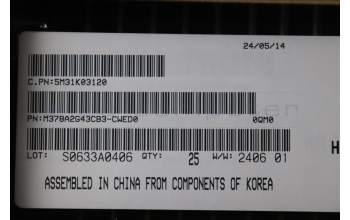 24/05/14
C.PN:5M31K03120
PN:M378A2G43CB3-CWED0 0QM0
LOT: S0633A0406 QTY: 25 W/W: 2406 01
H
ASSEMBLED IN CHINA FROM COMPONENTS OF KOREA